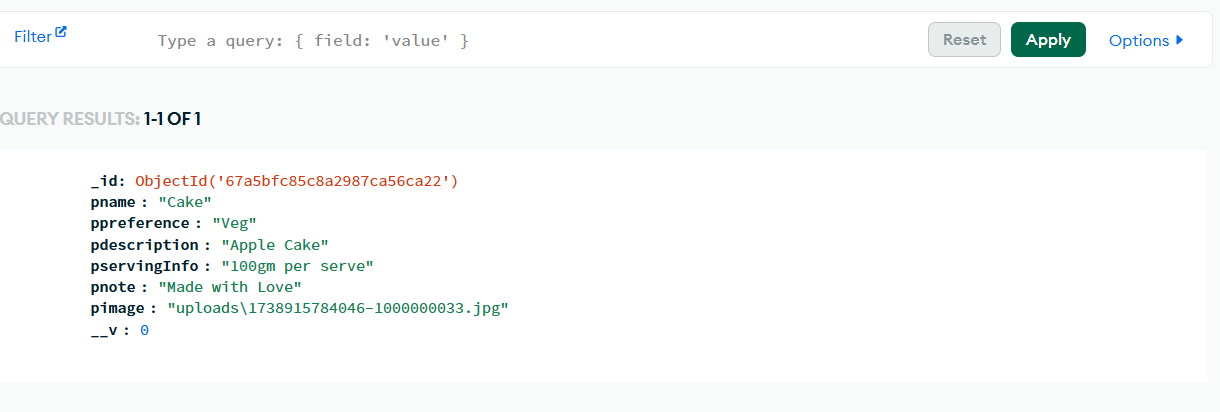 Filter Type a query: { field: 'value' } Reset Apply Options
QUERY RESULTS: 1-1 OF 1
_id: ObjectId('67a5bfc85c8a2987ca56ca22')
pname : "Cake"
ppreference : "Veg"
pdescription : "Apple Cake"
pservingInfo : "100gm per serve"
pnote : "Made with Love"
pimage : "uploads\1738915784046-1000000033.jpg"
__v : 0